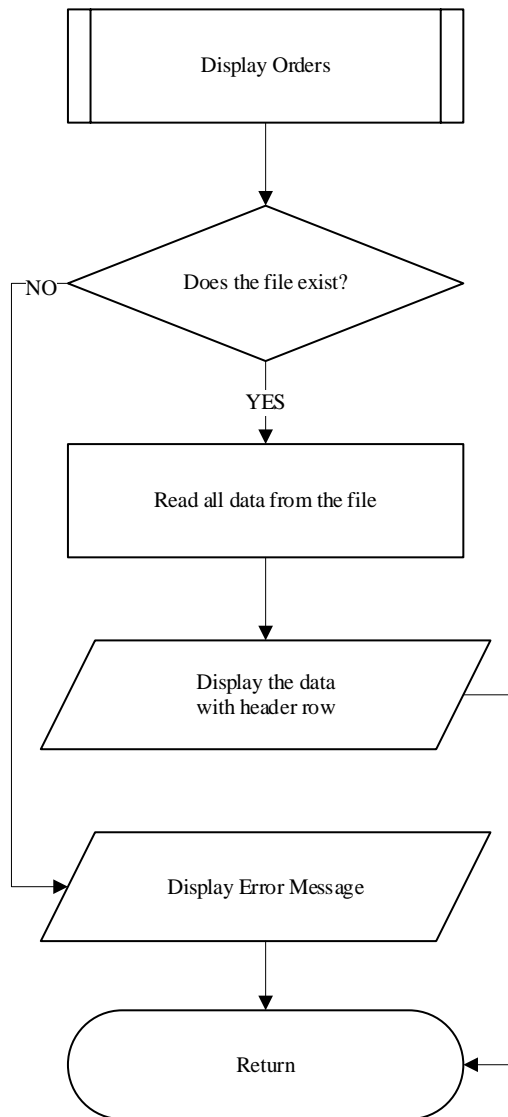 Display Orders
Does the file exist?
NO
YES
Read all data from the file
Display the data
with header row
Display Error Message
Return